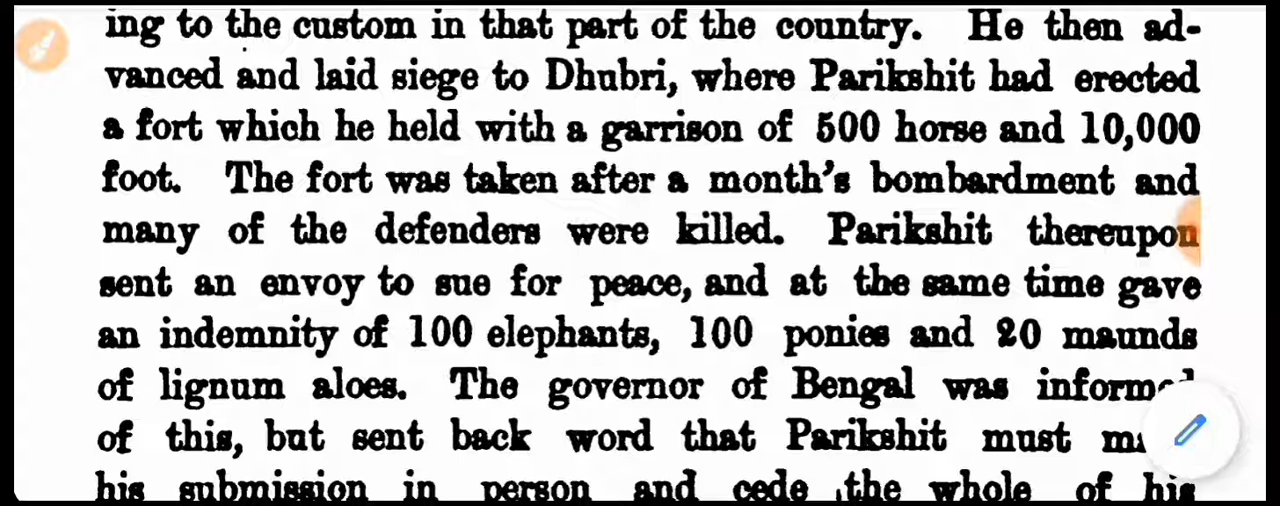 ing to the custom in that part of the country. He then ad-
vanced and laid siege to Dhubri, where Parikshit had erected
a fort which he held with a garrison of 500 horse and 10,000
foot. The fort was taken after a month's bombardment and
many of the defenders were killed. Parikshit thereupon
sent an envoy to sue for peace, and at the same time gave
an indemnity of 100 elephants, 100 ponies and 20 maunds
of lignum aloes. The governor of Bengal was
of this, but sent back word that Parikshit must
his submission in person and cede the whole of his